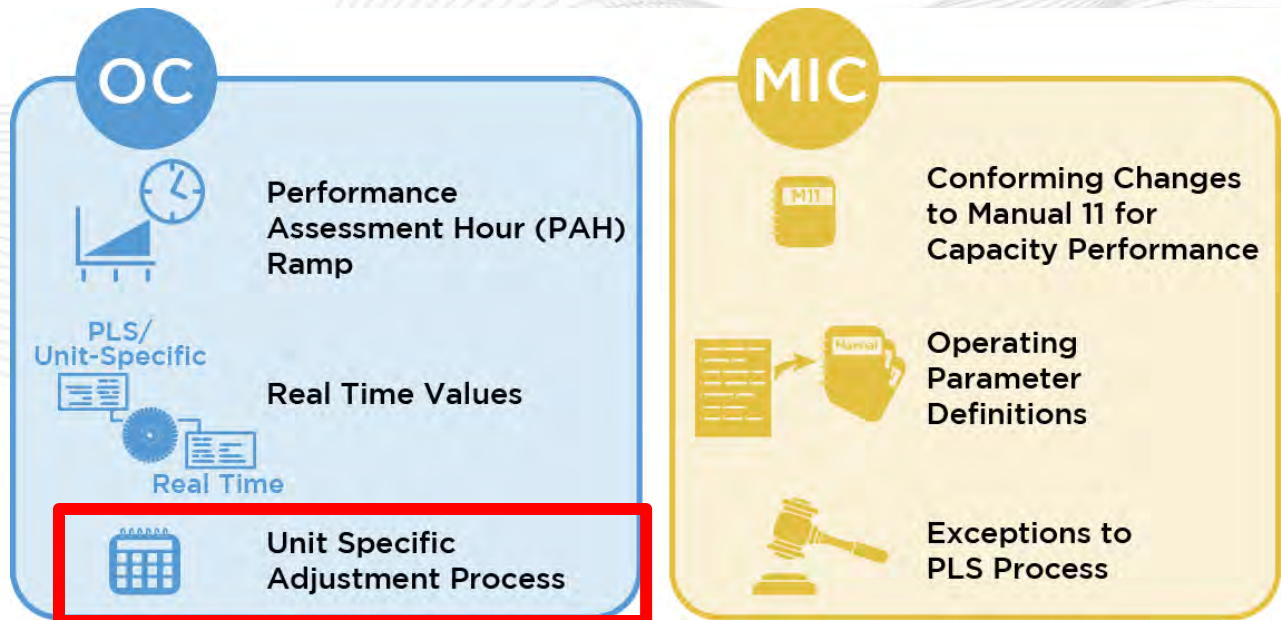 OC
Performance
Assessment Hour (PAH)
Ramp
PLS/
Unit-Specific
Real Time Values
Real Time
Unit Specific
Adjustment Process
MIC
M11
Conforming Changes
to Manual 11 for
Capacity Performance
Manual
Operating
Parameter
Definitions
Exceptions to
PLS Process